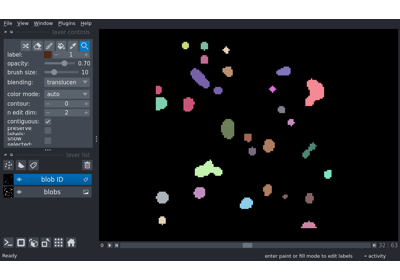 File View Window Plugins Help
layer controls
label: 1
opacity: 0.70
brush size: 10
blending: translucen
color mode: auto
contour: 0
n edit dim: 2
contiguous:
preserve labels:
show selected:
layer list
blob ID
blobs
0 32 63
Ready enter paint or fill mode to edit labels activity